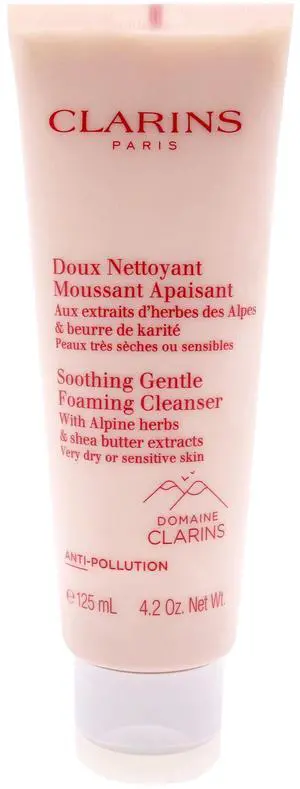 CLARINS
PARIS
Doux Nettoyant
Moussant Apaisant
Aux extraits d'herbes des Alpes
& beurre de karité
Peaux très sèches ou sensibles
Soothing Gentle
Foaming Cleanser
With Alpine herbs
& shea butter extracts
Very dry or sensitive skin
DOMAINE
CLARINS
ANTI-POLLUTION
℮ 125 mL 4.2 Oz. Net Wt.